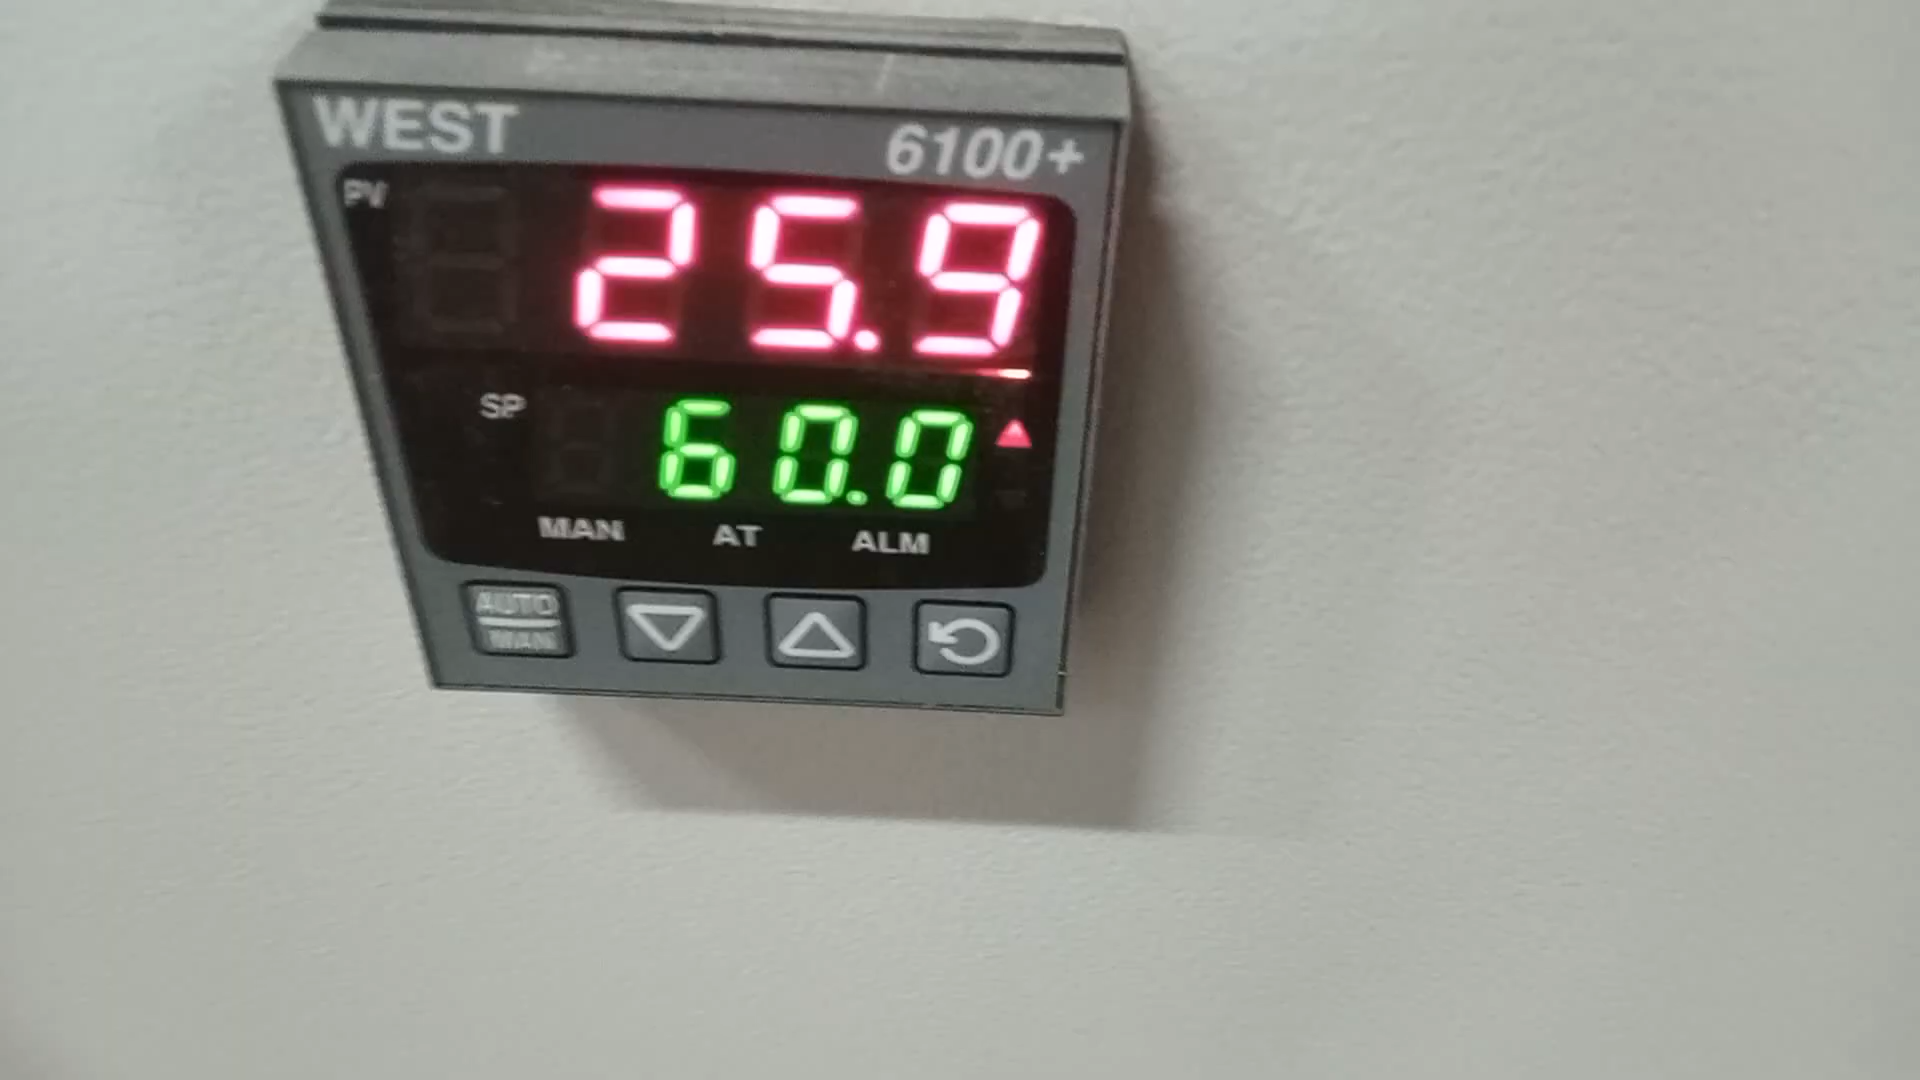 WEST 6100+
PV 25.9
SP 60.0
MAN AT ALM
AUTO
MAN